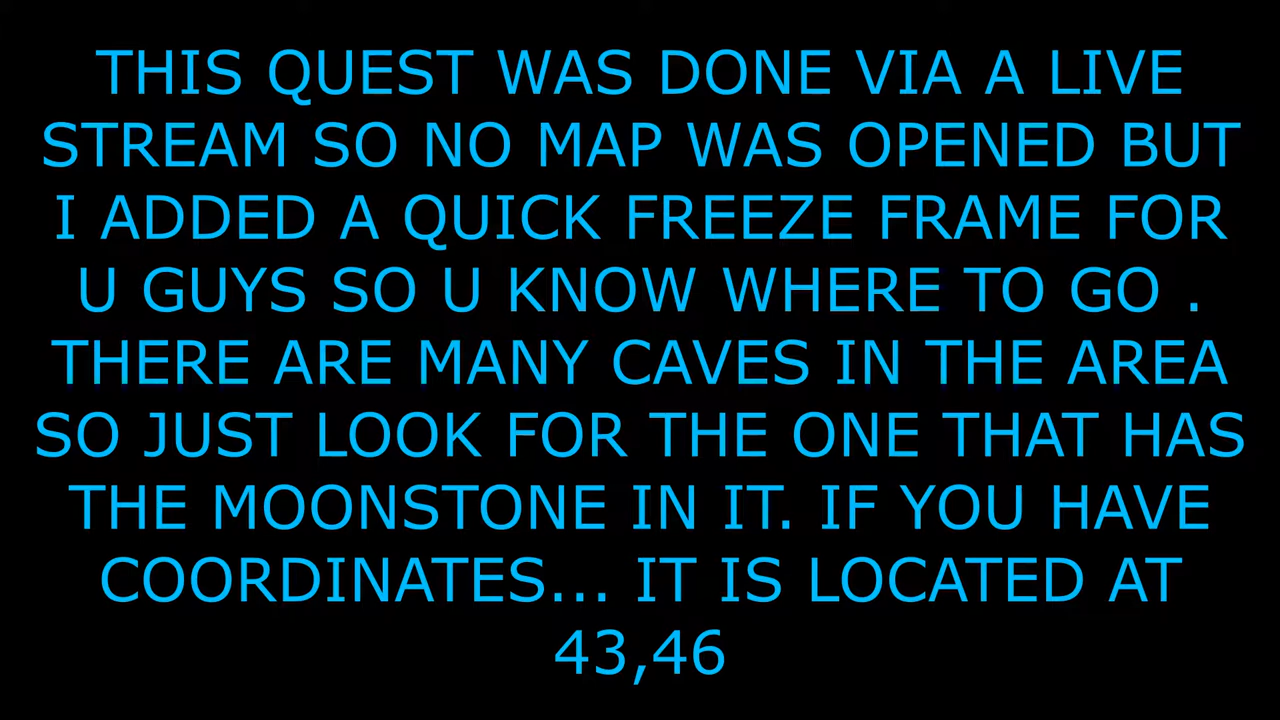 THIS QUEST WAS DONE VIA A LIVE
STREAM SO NO MAP WAS OPENED BUT
I ADDED A QUICK FREEZE FRAME FOR
U GUYS SO U KNOW WHERE TO GO .
THERE ARE MANY CAVES IN THE AREA
SO JUST LOOK FOR THE ONE THAT HAS
THE MOONSTONE IN IT. IF YOU HAVE
COORDINATES... IT IS LOCATED AT
43,46